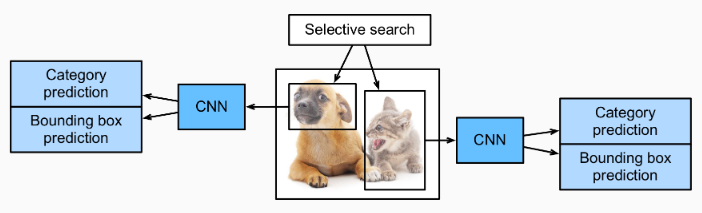 Selective search
Category
prediction
Bounding box
prediction
CNN
CNN
Category
prediction
Bounding box
prediction